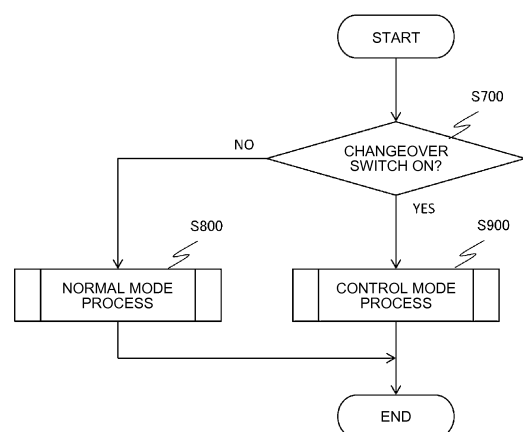 START
S700
CHANGEOVER
SWITCH ON?
NO
YES
S800
NORMAL MODE
PROCESS
S900
CONTROL MODE
PROCESS
END